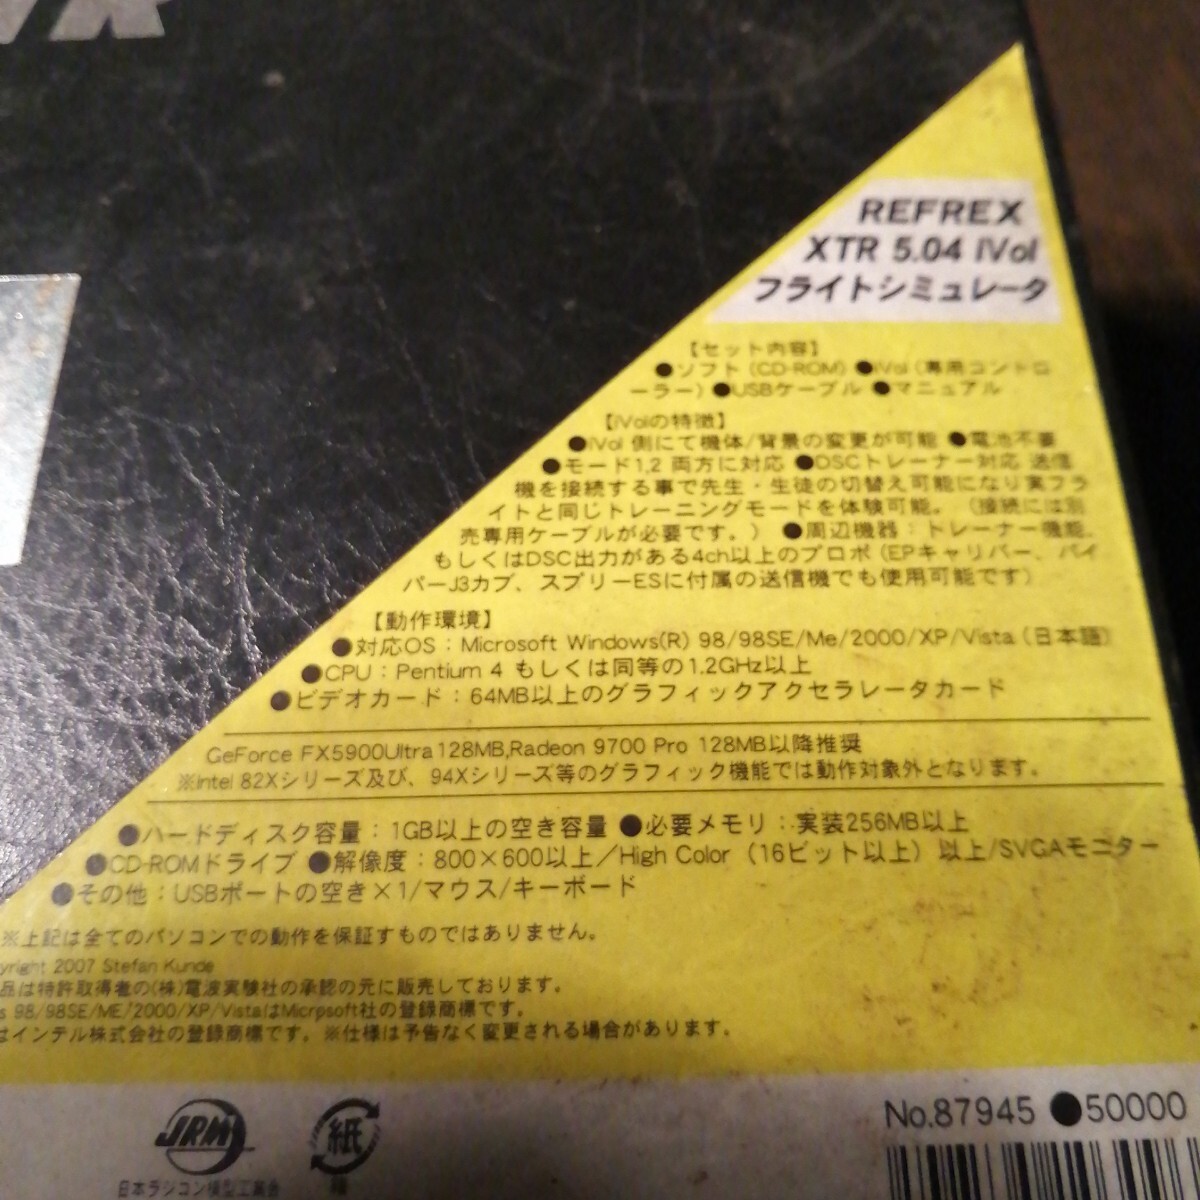 REFREX
XTR 5.04 iVol
フライトシミュレータ
【セット内容】
●ソフト(CD-ROM) ●iVol(専用コントロ
ーラー) ●USBケーブル ●マニュアル
【iVolの特徴】
●iVol 側にて機体/背景の変更が可能 ●電池不要
●モード1,2 両方に対応 ●DSCトレーナー対応 送信
機を接続する事で先生・生徒の切替え可能になり実フラ
イトと同じトレーニングモードを体験可能。(接続には別
売専用ケーブルが必要です。) ●周辺機器:トレーナー機能、
もしくはDSC出力がある4ch以上のプロポ(EPキャリバー、パイ
パーJ3カブ、スプリーESに付属の送信機でも使用可能です)
【動作環境】
●対応OS:Microsoft Windows(R) 98/98SE/Me/2000/XP/Vista(日本語)
●CPU:Pentium 4 もしくは同等の1.2GHz以上
●ビデオカード:64MB以上のグラフィックアクセラレータカード
GeForce FX5900Ultra128MB,Radeon 9700 Pro 128MB以降推奨
※Intel 82Xシリーズ及び、94Xシリーズ等のグラフィック機能では動作対象外となります。
●ハードディスク容量:1GB以上の空き容量 ●必要メモリ:実装256MB以上
●CD-ROMドライブ ●解像度:800×600以上/High Color(16ビット以上)以上/SVGAモニター
●その他:USBポートの空き×1/マウス/キーボード
※上記は全てのパソコンでの動作を保証すものではありません。
yright 2007 Stefan Kunde
品は特許取得者の(株)電波実験社の承認の元に販売しております。
s 98/98SE/ME/2000/XP/VistaはMicrpsoft社の登録商標です。
はインテル株式会社の登録商標です。※仕様は予告なく変更される場合があります。
No.87945 ●50000
JRM
紙
日本ラジコン模型工業会
箱